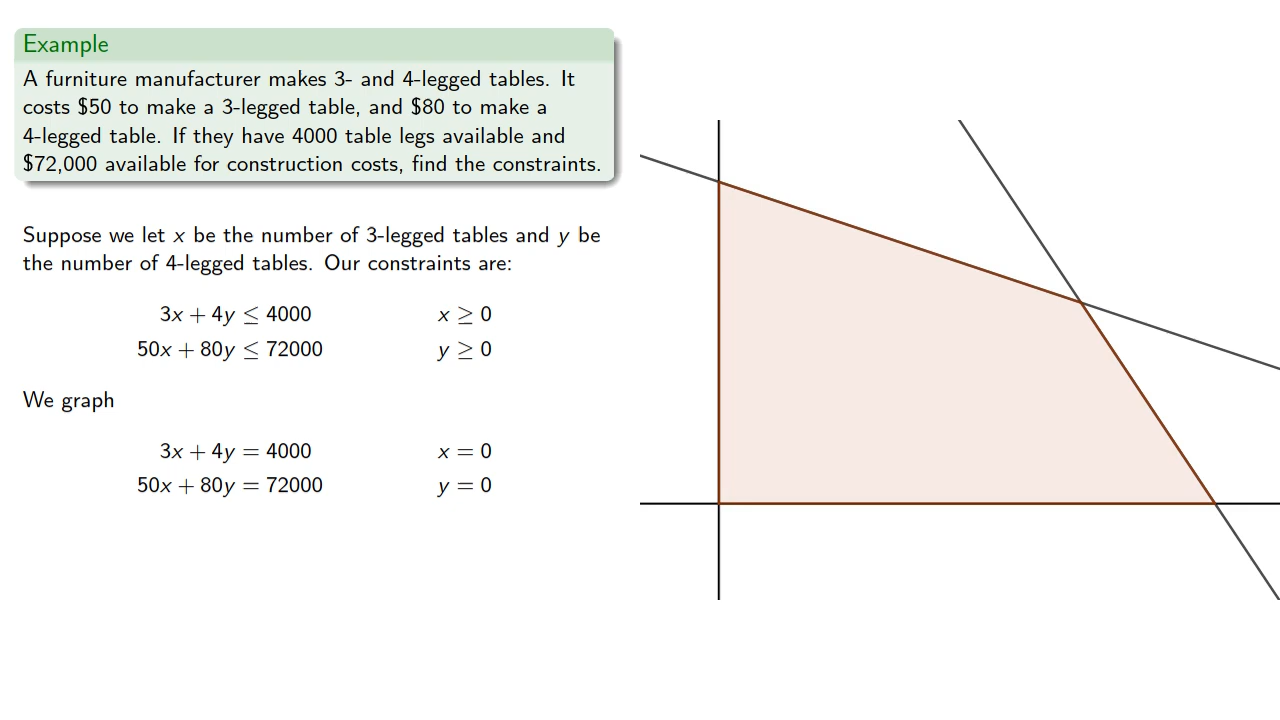 Example
A furniture manufacturer makes 3- and 4-legged tables. It
costs $50 to make a 3-legged table, and $80 to make a
4-legged table. If they have 4000 table legs available and
$72,000 available for construction costs, find the constraints.
Suppose we let x be the number of 3-legged tables and y be
the number of 4-legged tables. Our constraints are:
3x + 4y ≤ 4000 x ≥ 0
50x + 80y ≤ 72000 y ≥ 0
We graph
3x + 4y = 4000 x = 0
50x + 80y = 72000 y = 0